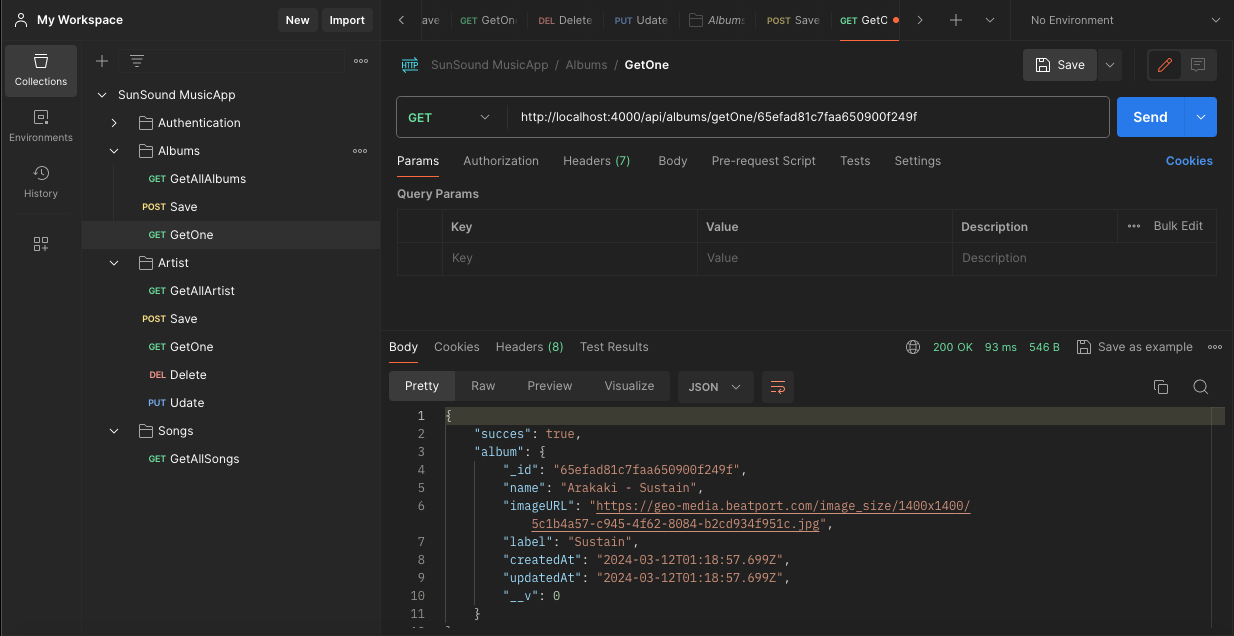 My Workspace
New
Import
ave
GET GetOn
DEL Delete
PUT Udate
Albums
POST Save
GET GetC
No Environment
Collections
Environments
History
SunSound MusicApp
Authentication
Albums
GET GetAllAlbums
POST Save
GET GetOne
Artist
GET GetAllArtist
POST Save
GET GetOne
DEL Delete
PUT Udate
Songs
GET GetAllSongs
HTTP SunSound MusicApp / Albums / GetOne
Save
GET
http://localhost:4000/api/albums/getOne/65efad81c7faa650900f249f
Send
Params Authorization Headers (7) Body Pre-request Script Tests Settings
Cookies
Query Params
Key Value Description Bulk Edit
Key Value Description
Body Cookies Headers (8) Test Results
200 OK 93 ms 546 B Save as example
Pretty Raw Preview Visualize JSON
1 {
2 "succes": true,
3 "album": {
4 "_id": "65efad81c7faa650900f249f",
5 "name": "Arakaki - Sustain",
6 "imageURL": "https://geo-media.beatport.com/image_size/1400x1400/
5c1b4a57-c945-4f62-8084-b2cd934f951c.jpg",
7 "label": "Sustain",
8 "createdAt": "2024-03-12T01:18:57.699Z",
9 "updatedAt": "2024-03-12T01:18:57.699Z",
10 "__v": 0
11 }